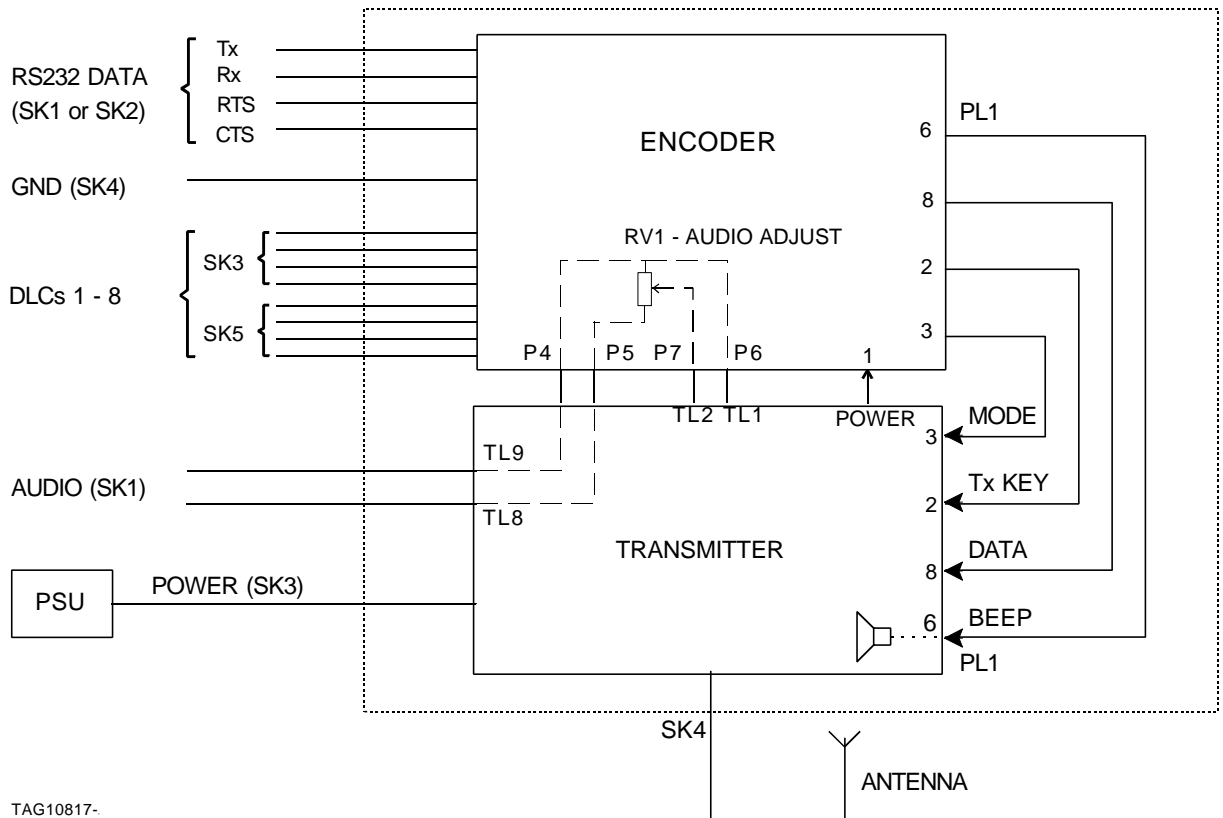 RS232 DATA
(SK1 or SK2)
Tx
Rx
RTS
CTS
GND (SK4)
DLCs 1 - 8
SK3
SK5
AUDIO (SK1)
PSU
POWER (SK3)
ENCODER
RV1 - AUDIO ADJUST
P4
P5
P7
P6
1
6
8
2
3
PL1
TL2
TL1
POWER
TL9
TL8
TRANSMITTER
3
MODE
2
Tx KEY
8
DATA
6
BEEP
PL1
SK4
ANTENNA
TAG10817-